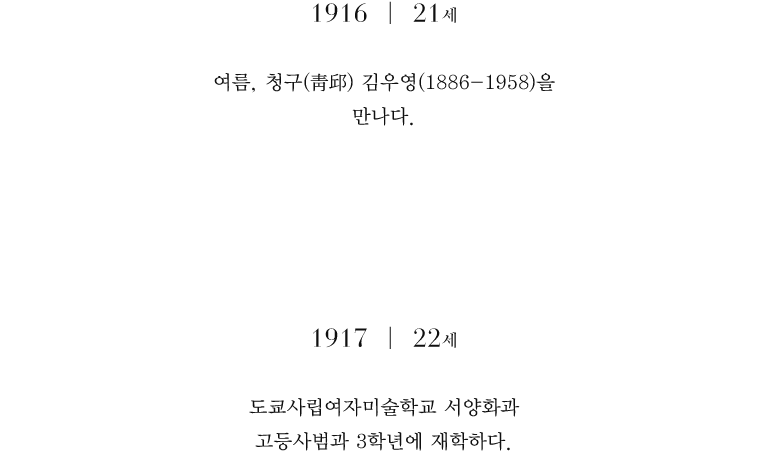 1916 | 21세
여름, 청구(靑邱) 김우영(1886-1958)을
만나다.
1917 | 22세
도쿄사립여자미술학교 서양화과
고등사범과 3학년에 재학하다.